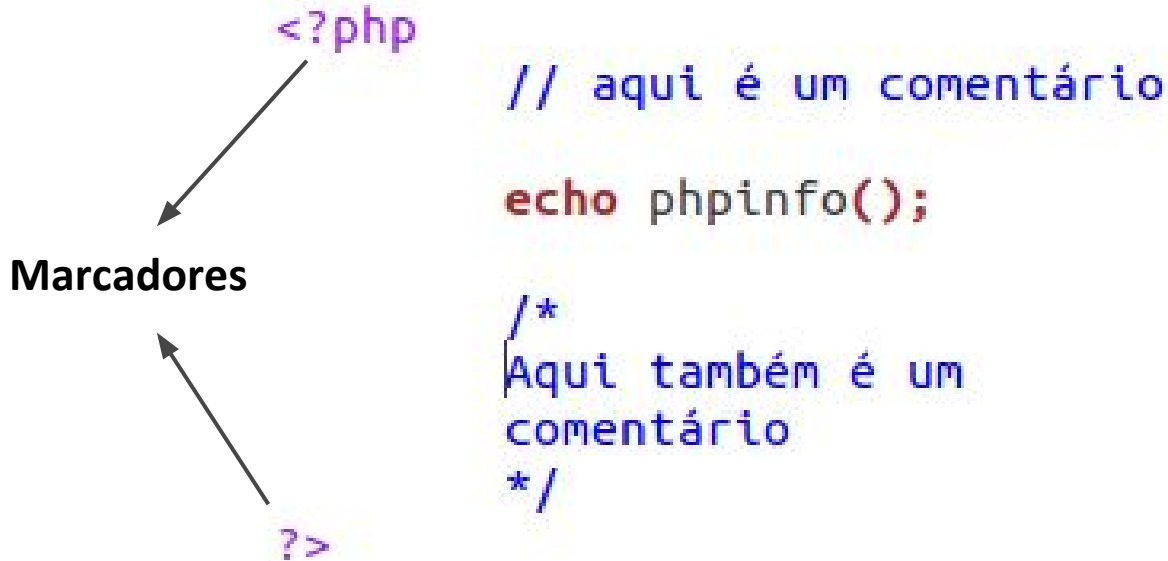 <?php
// aqui é um comentário
echo phpinfo();
Marcadores
/*
Aqui também é um
comentário
*/
?>